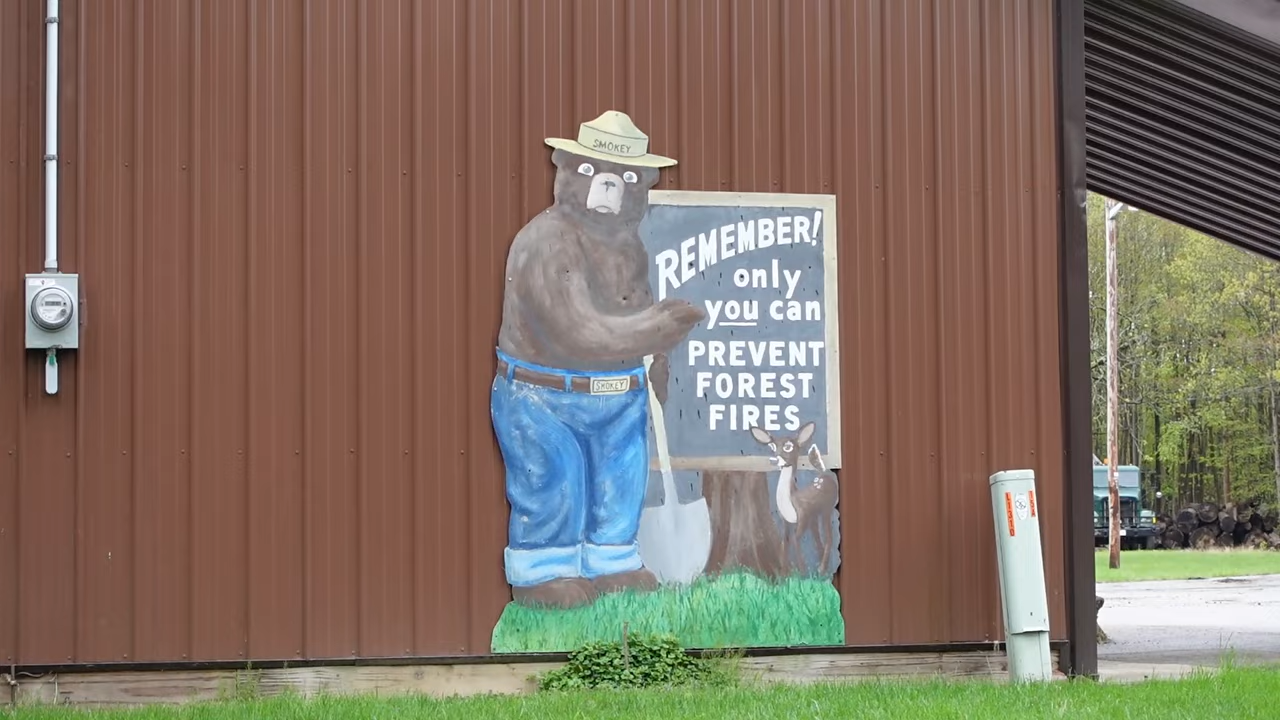 SMOKEY
REMEMBER!
only
you can
PREVENT
FOREST
FIRES
SMOKEY